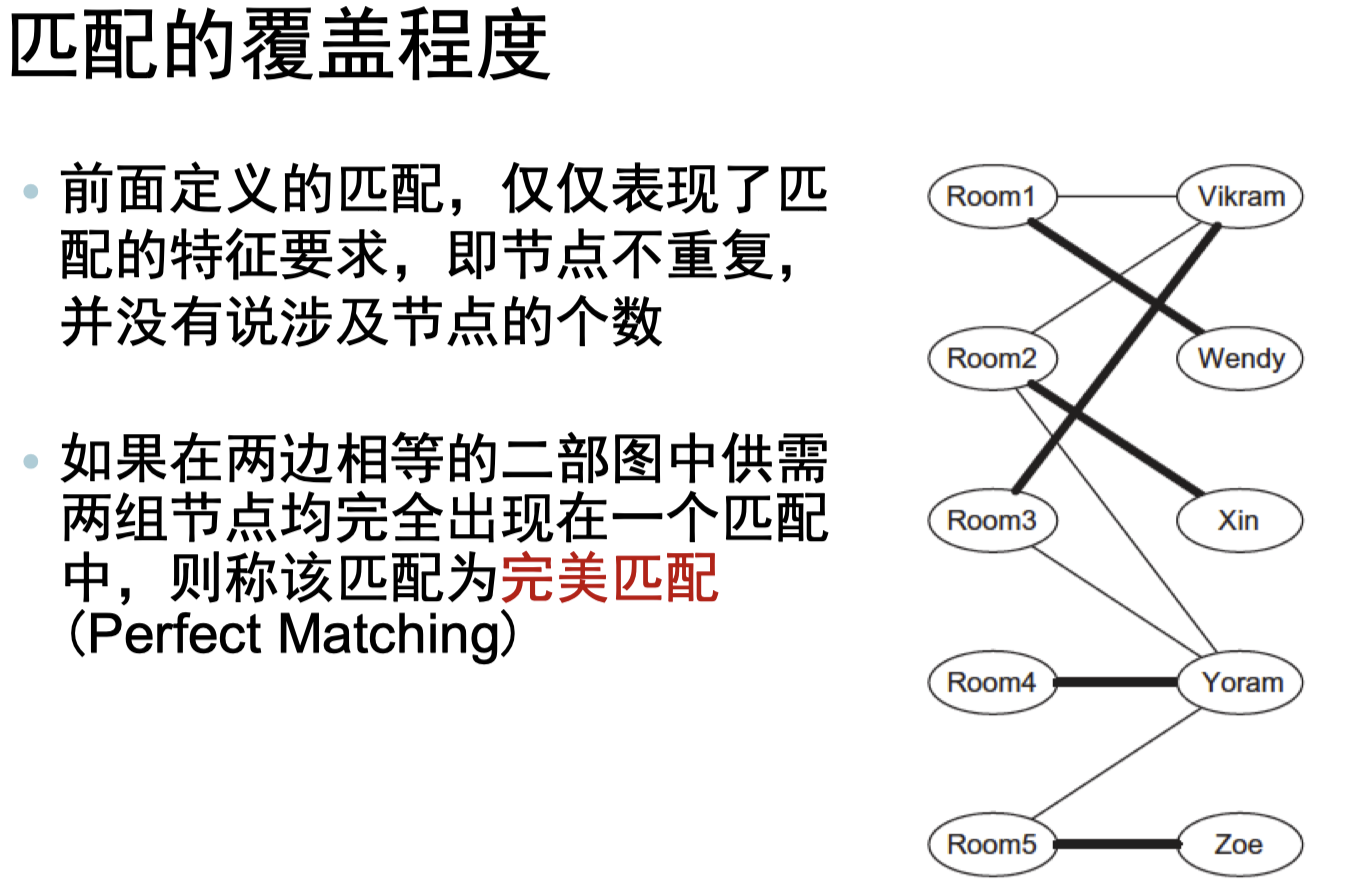 匹配的覆盖程度
前面定义的匹配，仅仅表现了匹
配的特征要求，即节点不重复，
并没有说涉及节点的个数
如果在两边相等的二部图中供需
两组节点均完全出现在一个匹配
中，则称该匹配为完美匹配
(Perfect Matching)
Room1
Vikram
Room2
Wendy
Room3
Xin
Room4
Yoram
Room5
Zoe